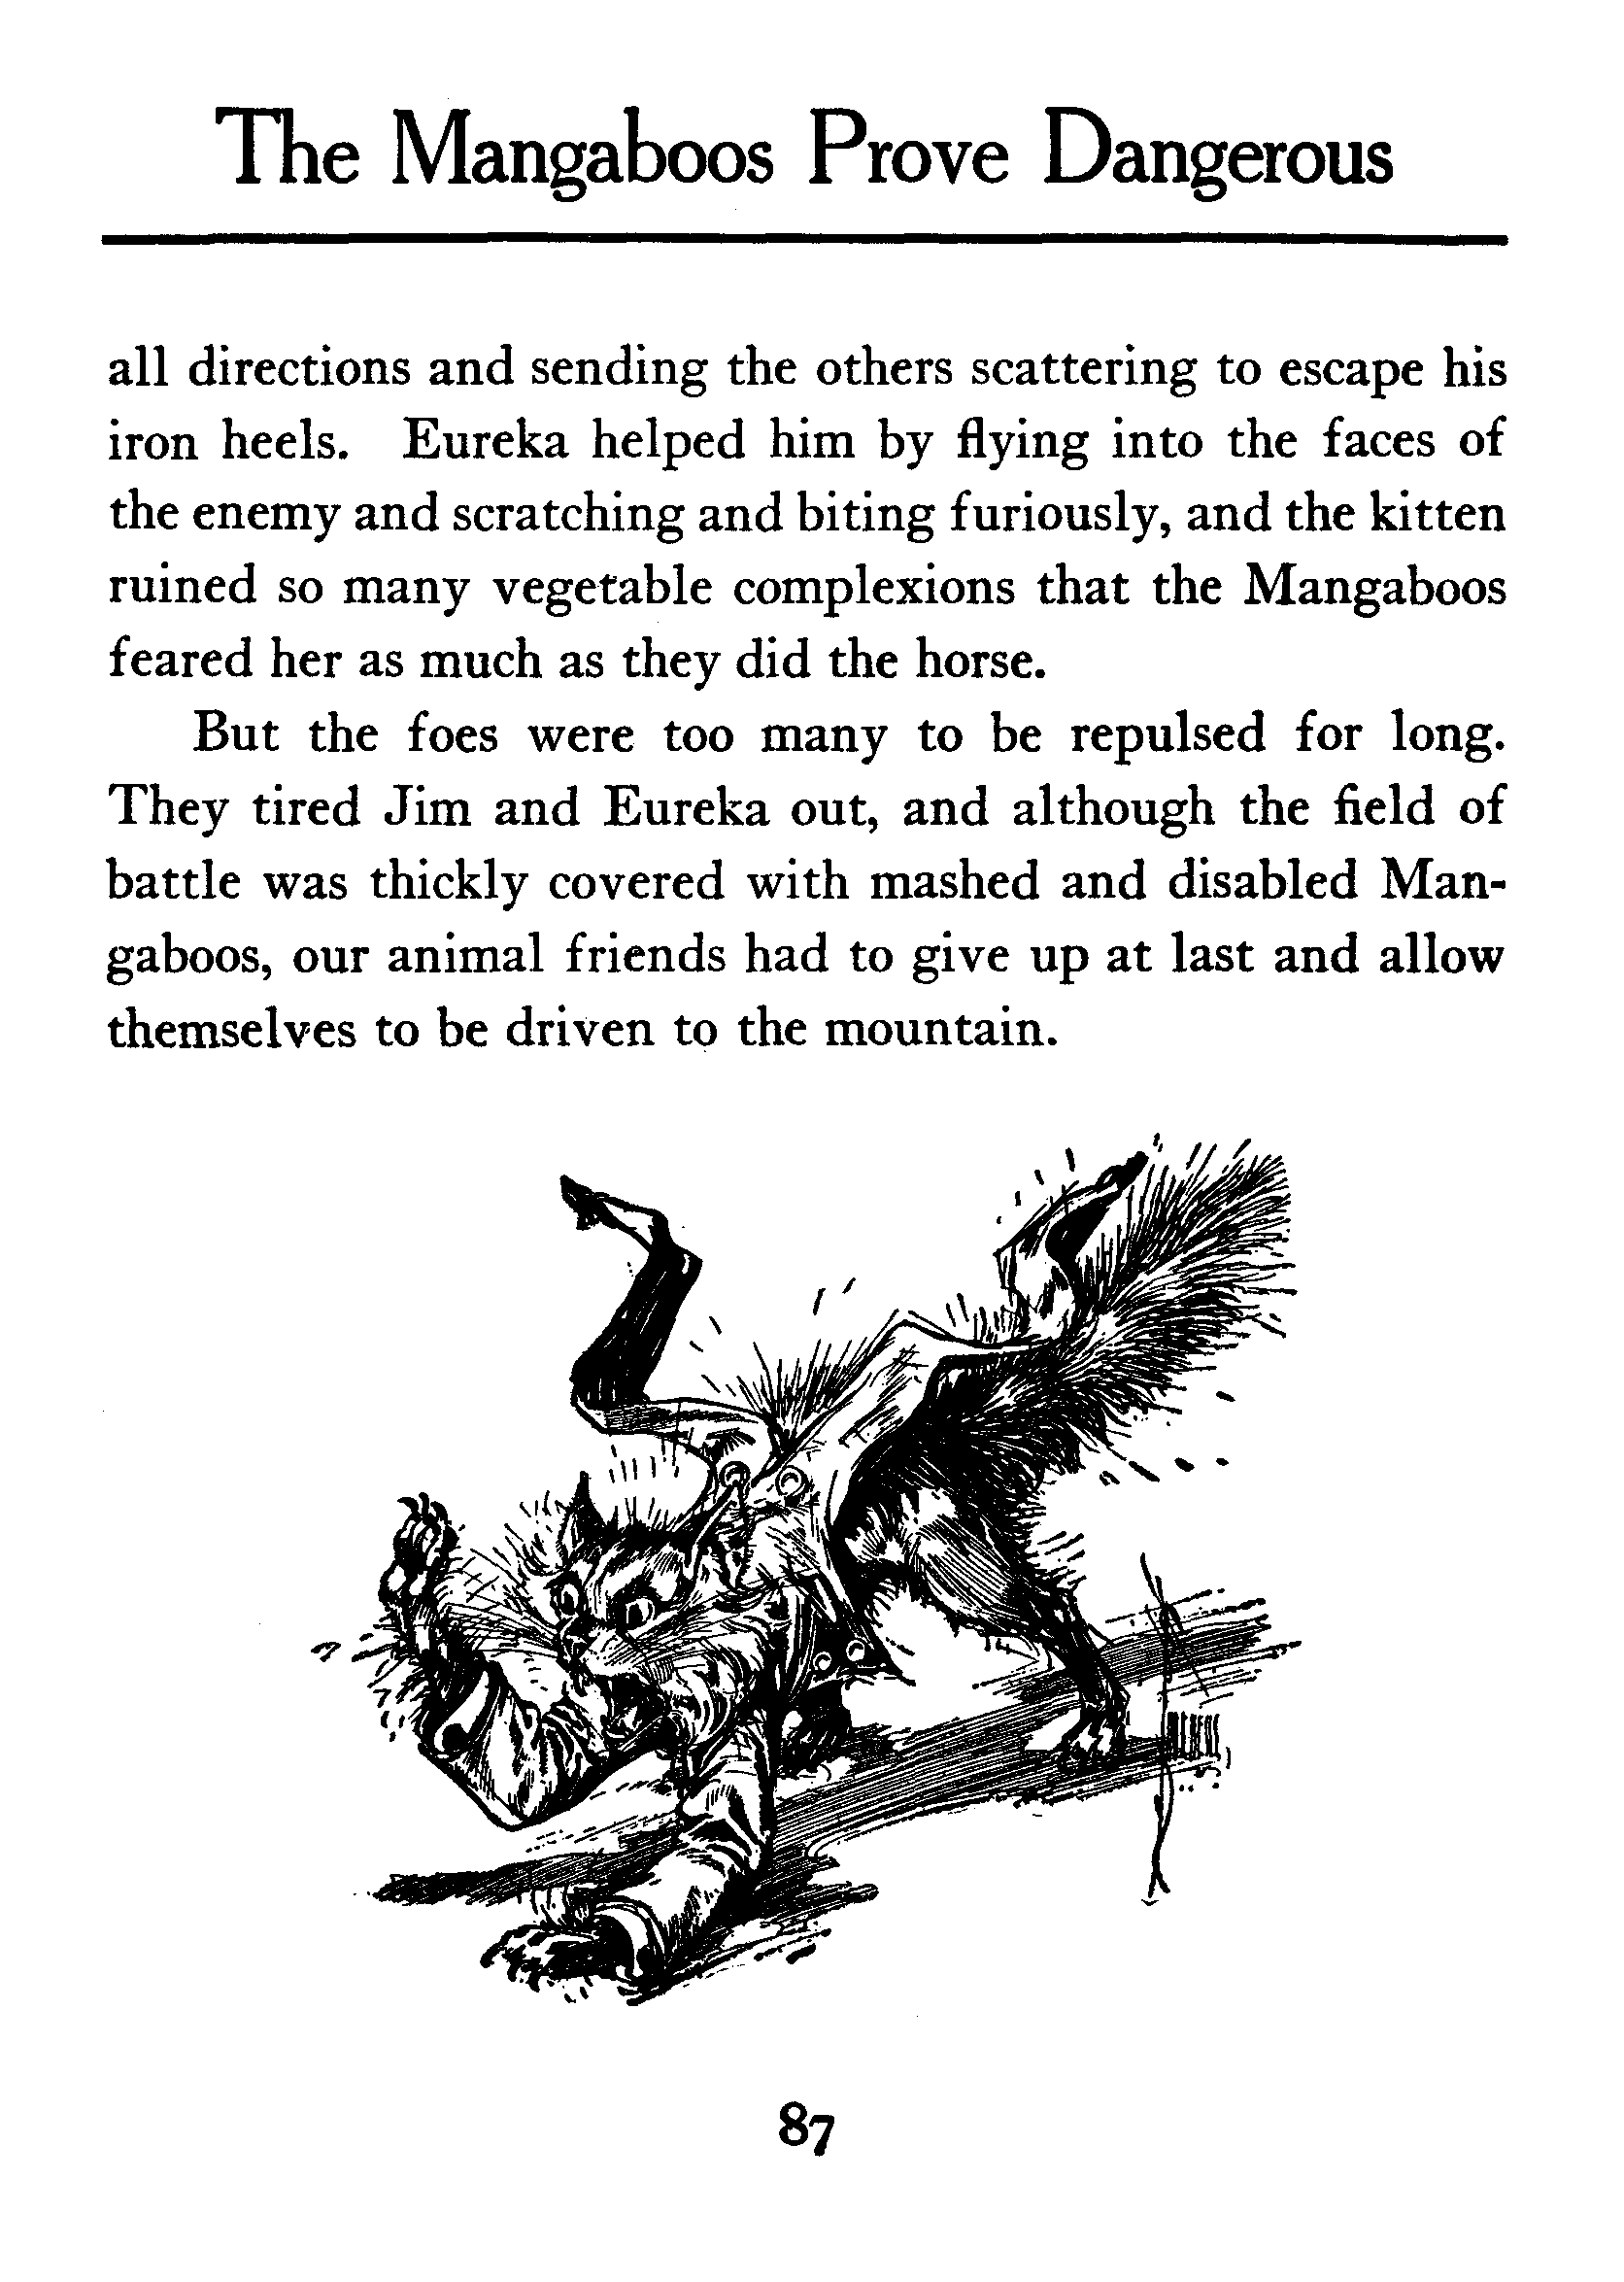 The Mangaboos Prove Dangerous
all directions and sending the others scattering to escape his
iron heels. Eureka helped him by flying into the faces of
the enemy and scratching and biting furiously, and the kitten
ruined so many vegetable complexions that the Mangaboos
feared her as much as they did the horse.
But the foes were too many to be repulsed for long.
They tired Jim and Eureka out, and although the field of
battle was thickly covered with mashed and disabled Man-
gaboos, our animal friends had to give up at last and allow
themselves to be driven to the mountain.
87